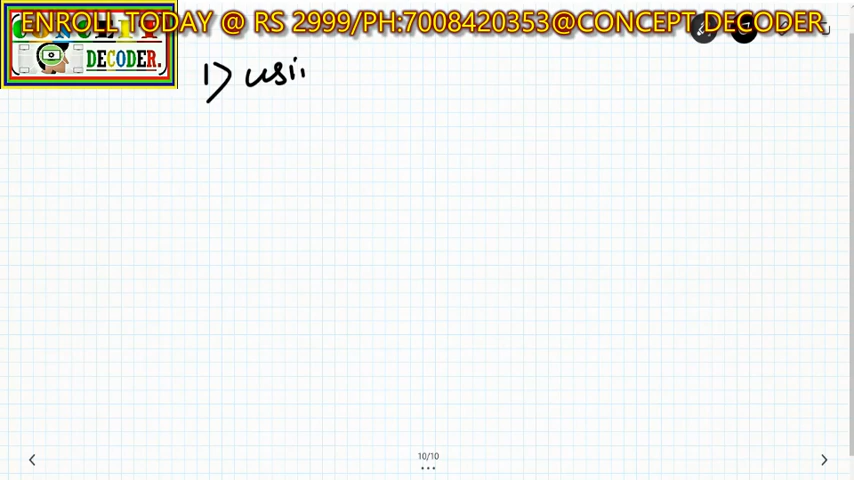 ENROLL TODAY @ RS 2999/PH:7008420353@CONCEPT DECODER
DECODER.
1)
10/10